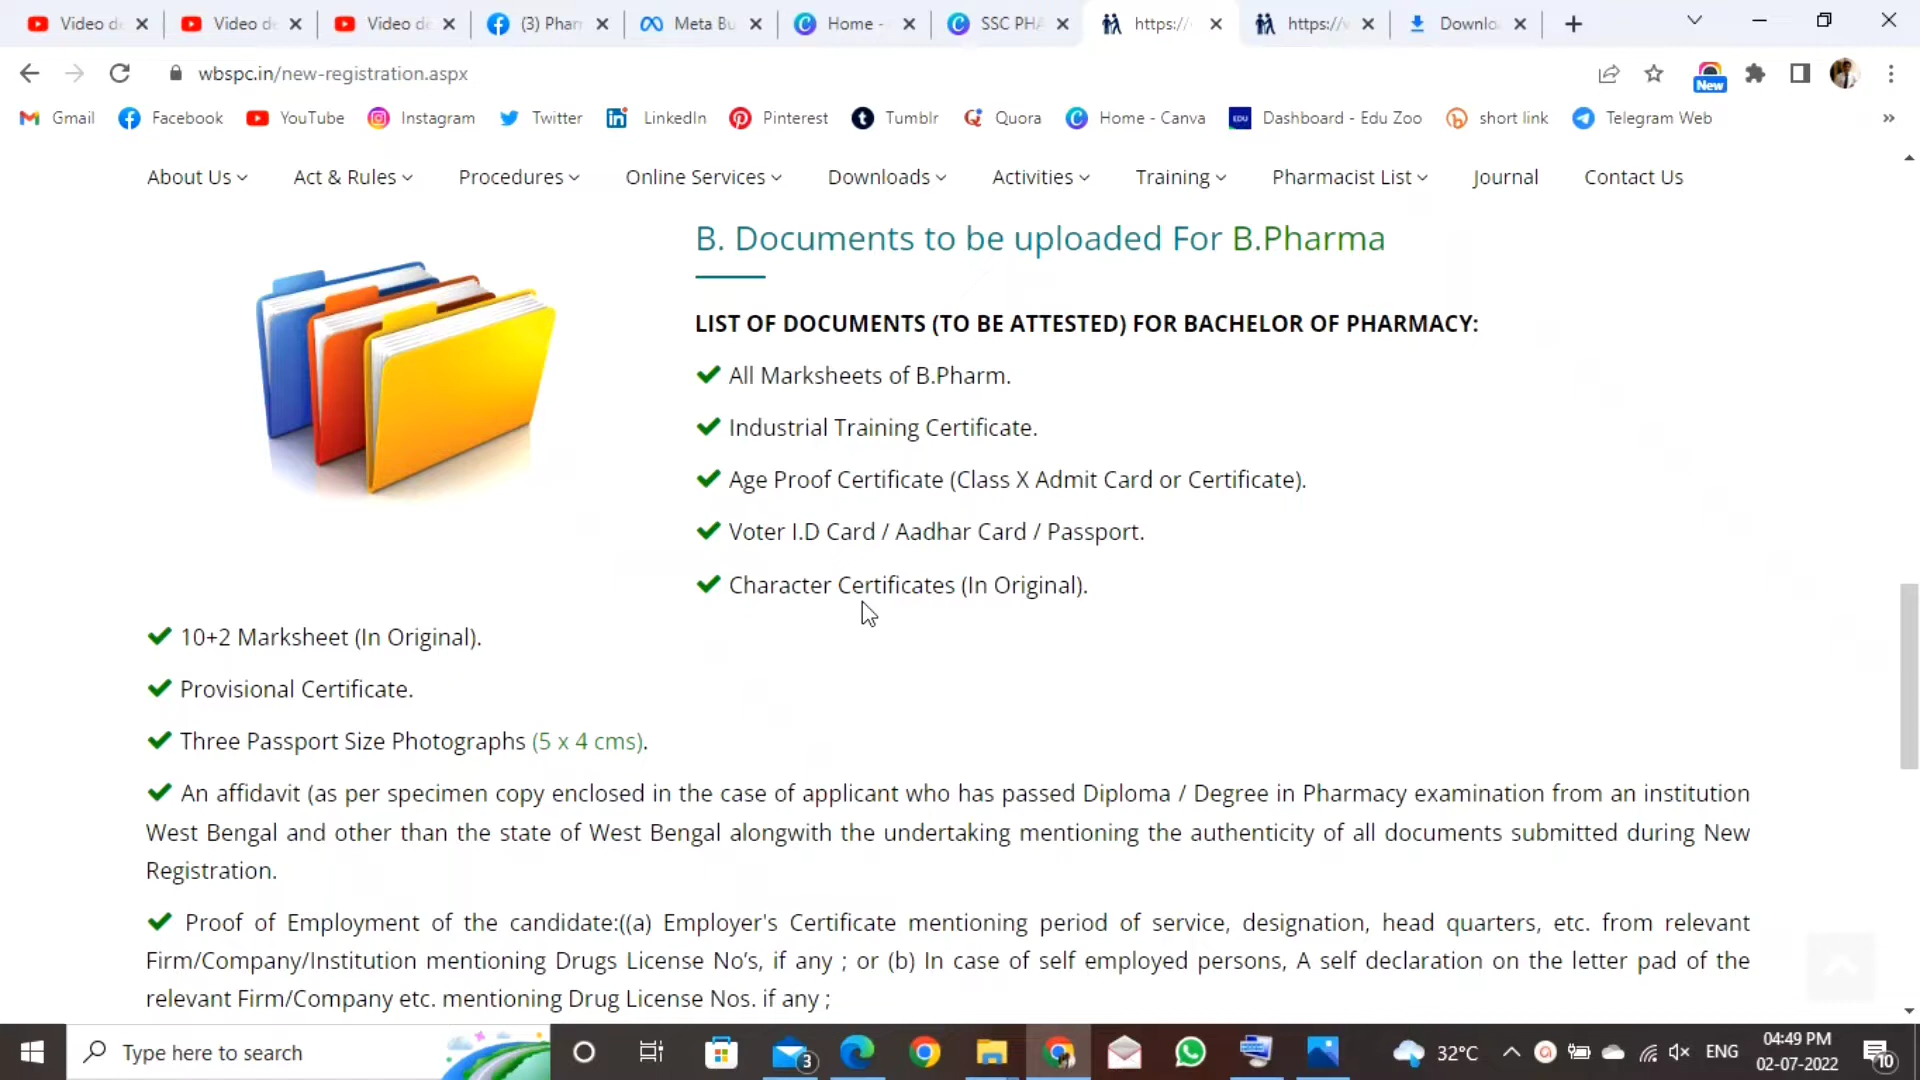 Video de
Video de
Video de
(3) Phar
Meta Bu
Home -
SSC PHA
https://
https://v
Downlo
wbspc.in/new-registration.aspx
New
Gmail
Facebook
YouTube
Instagram
Twitter
LinkedIn
Pinterest
Tumblr
Quora
Home - Canva
EDU
Dashboard - Edu Zoo
short link
Telegram Web
»
About Us
Act & Rules
Procedures
Online Services
Downloads
Activities
Training
Pharmacist List
Journal
Contact Us
B. Documents to be uploaded For B.Pharma
LIST OF DOCUMENTS (TO BE ATTESTED) FOR BACHELOR OF PHARMACY:
All Marksheets of B.Pharm.
Industrial Training Certificate.
Age Proof Certificate (Class X Admit Card or Certificate).
Voter I.D Card / Aadhar Card / Passport.
Character Certificates (In Original).
10+2 Marksheet (In Original).
Provisional Certificate.
Three Passport Size Photographs (5 x 4 cms).
An affidavit (as per specimen copy enclosed in the case of applicant who has passed Diploma / Degree in Pharmacy examination from an institution
West Bengal and other than the state of West Bengal alongwith the undertaking mentioning the authenticity of all documents submitted during New
Registration.
Proof of Employment of the candidate:((a) Employer's Certificate mentioning period of service, designation, head quarters, etc. from relevant
Firm/Company/Institution mentioning Drugs License No's, if any ; or (b) In case of self employed persons, A self declaration on the letter pad of the
relevant Firm/Company etc. mentioning Drug License Nos. if any ;
Type here to search
3
32°C
ENG
04:49 PM
02-07-2022
10